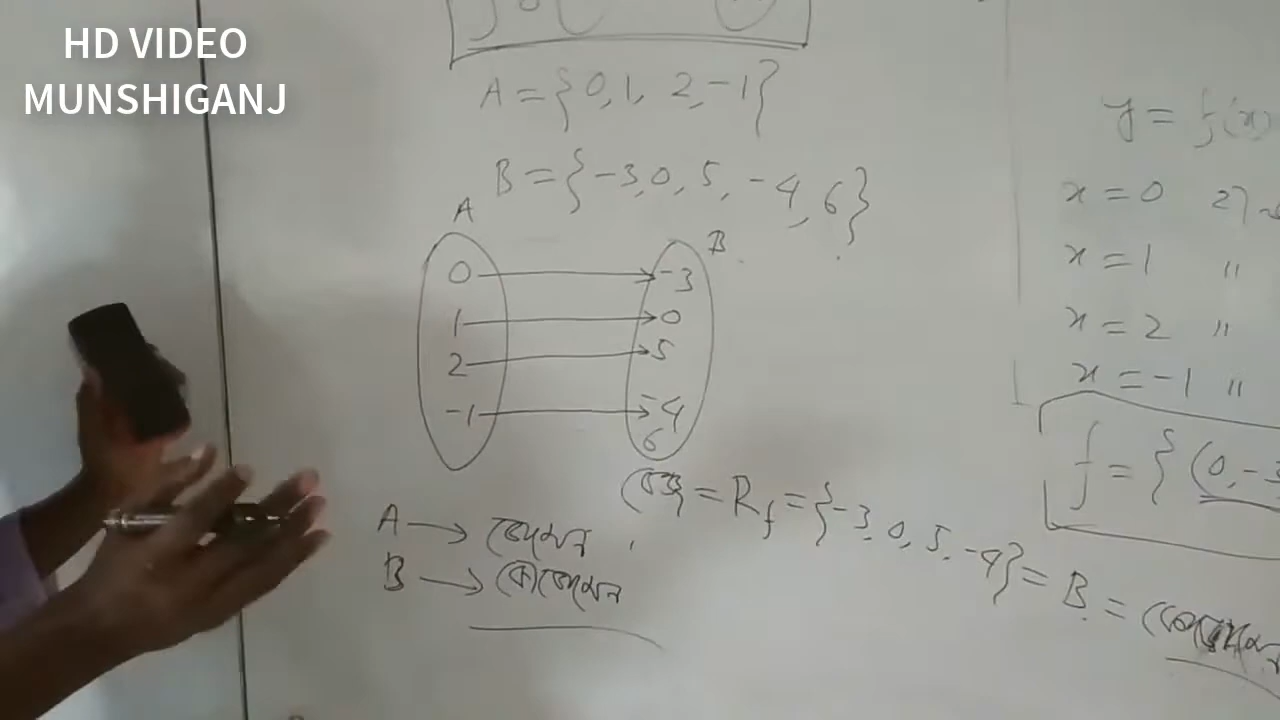 HD VIDEO
MUNSHIGANJ
A = {0, 1, 2, -1}
B = {-3, 0, 5, -4, 6}
A
B
0
1
2
-1
-3
0
5
-4
6
A → ডোমেন
B → কোডোমেন
রেঞ্জ = R_f = {-3, 0, 5, -4} = B =
y = f(x)
x = 0
x = 1 "
x = 2 "
x = -1 "
f = {(0, -3